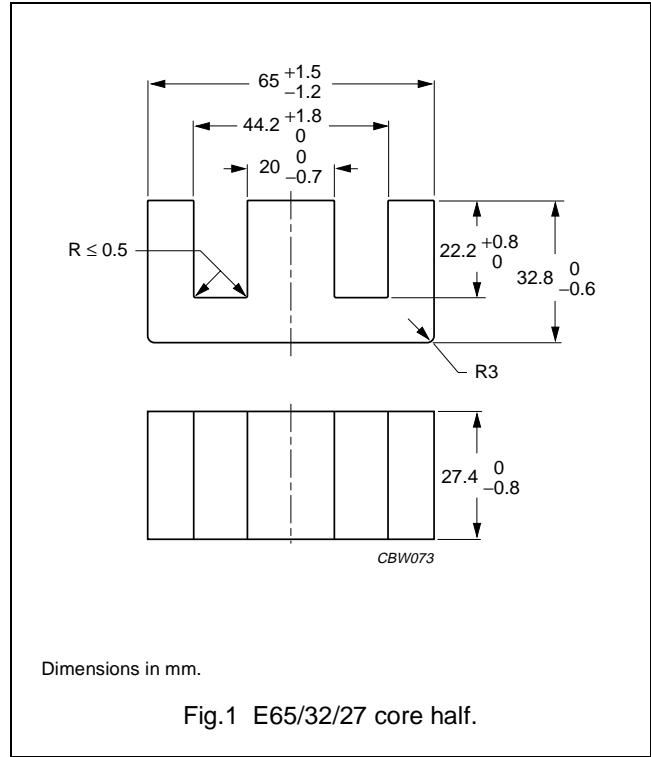 65 +1.5 −1.2
44.2 +1.8 0
20 0 −0.7
R ≤ 0.5
22.2 +0.8 0
32.8 0 −0.6
R3
27.4 0 −0.8
CBW073
Dimensions in mm.
Fig.1 E65/32/27 core half.